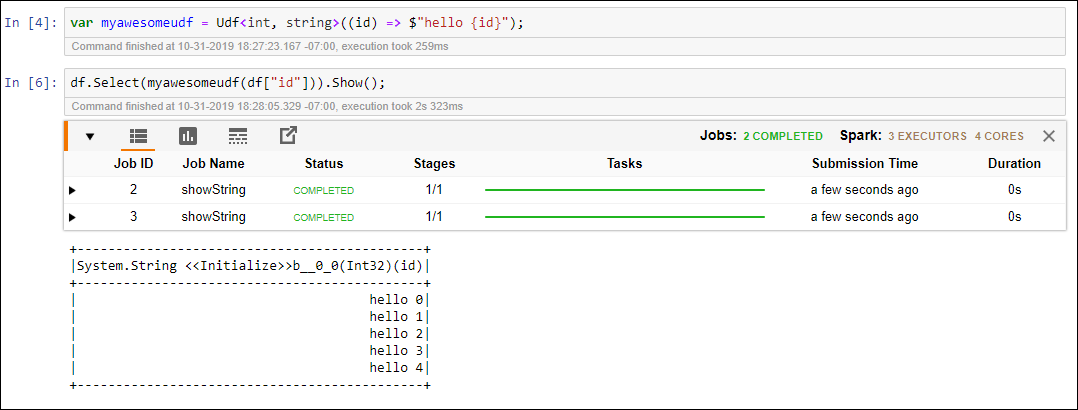 In [4]: var myawesomeudf = Udf<int, string>((id) => $"hello {id}");
Command finished at 10-31-2019 18:27:23.167 -07:00, execution took 259ms
In [6]: df.Select(myawesomeudf(df["id"])).Show();
Command finished at 10-31-2019 18:28:05.329 -07:00, execution took 2s 323ms
Jobs: 2 COMPLETED Spark: 3 EXECUTORS 4 CORES
Job ID Job Name Status Stages Tasks Submission Time Duration
2 showString COMPLETED 1/1 a few seconds ago 0s
3 showString COMPLETED 1/1 a few seconds ago 0s
+--------------------------------------------+
|System.String <<Initialize>>b__0_0(Int32)(id)|
+--------------------------------------------+
| hello 0|
| hello 1|
| hello 2|
| hello 3|
| hello 4|
+--------------------------------------------+